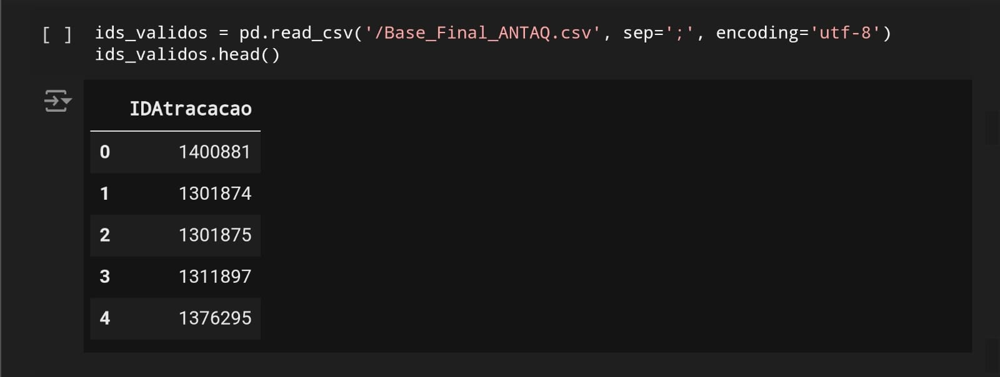 [ ] ids_validos = pd.read_csv('/Base_Final_ANTAQ.csv', sep=';', encoding='utf-8')
ids_validos.head()
IDAtracacao
0 1400881
1 1301874
2 1301875
3 1311897
4 1376295